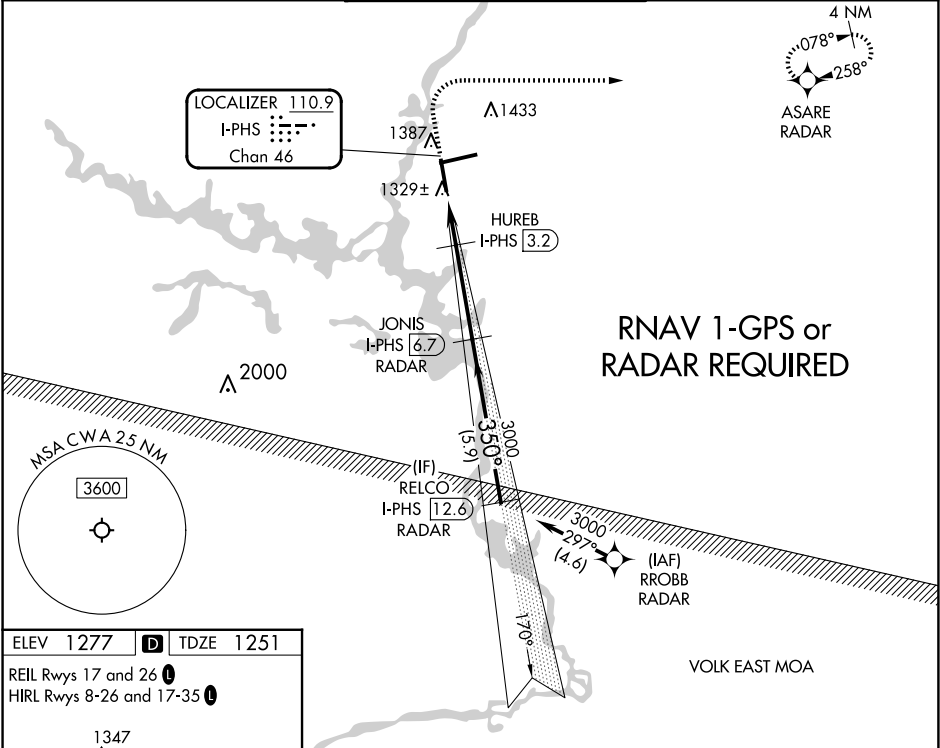 4 NM
078°
258°
ASARE
RADAR
LOCALIZER 110.9
I-PHS
Chan 46
1433
1387
1329±
HUREB
I-PHS 3.2
JONIS
I-PHS 6.7
RADAR
RNAV 1-GPS or
RADAR REQUIRED
2000
3000
350°
(5.9)
MSA CWA 25 NM
3600
(IF)
RELCO
I-PHS 12.6
RADAR
3000
297°
(4.6)
(IAF)
RROBB
RADAR
170°
VOLK EAST MOA
ELEV 1277 D TDZE 1251
REIL Rwys 17 and 26 L
HIRL Rwys 8-26 and 17-35 L
1347